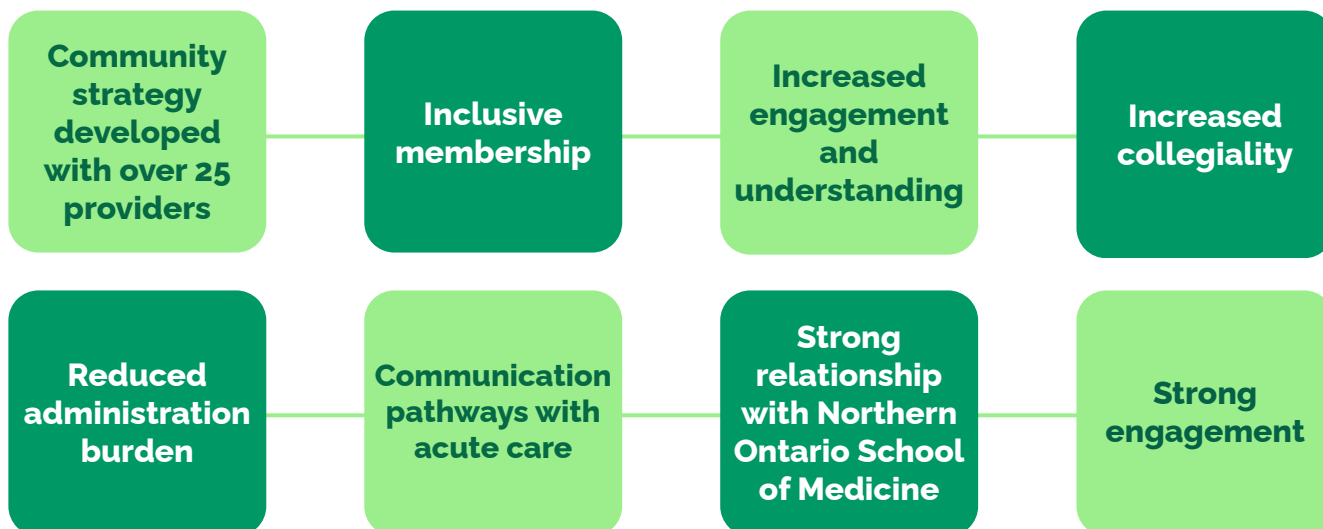 Community
strategy
developed
with over 25
providers
Inclusive
membership
Increased
engagement
and
understanding
Increased
collegiality
Reduced
administration
burden
Communication
pathways with
acute care
Strong
relationship
with Northern
Ontario School
of Medicine
Strong
engagement